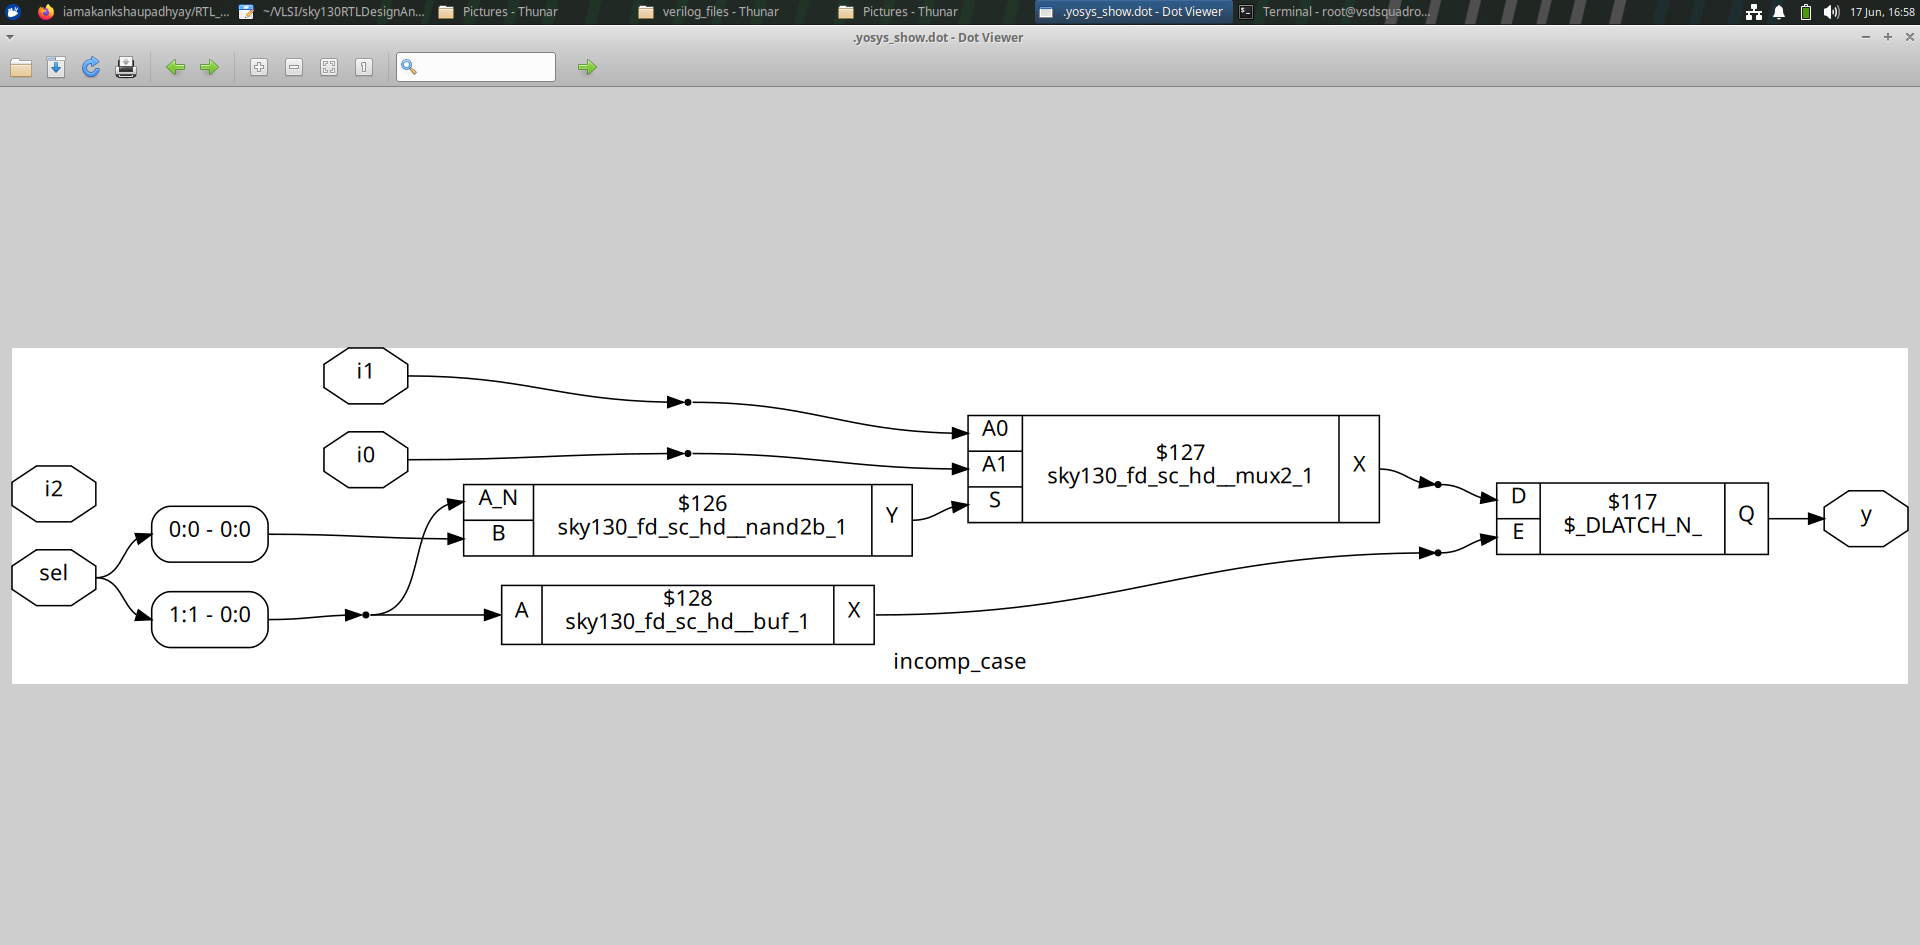 iamakankshaupadhyay/RTL_...
~/VLSI/sky130RTLDesignAn...
Pictures - Thunar
verilog_files - Thunar
Pictures - Thunar
.yosys_show.dot - Dot Viewer
Terminal - root@vsdsquadro...
17 Jun, 16:58
.yosys_show.dot - Dot Viewer
i1
i0
i2
sel
0:0 - 0:0
1:1 - 0:0
A_N
B
$126
sky130_fd_sc_hd__nand2b_1
Y
A
$128
sky130_fd_sc_hd__buf_1
X
A0
A1
S
$127
sky130_fd_sc_hd__mux2_1
X
D
E
$117
$_DLATCH_N_
Q
y
incomp_case